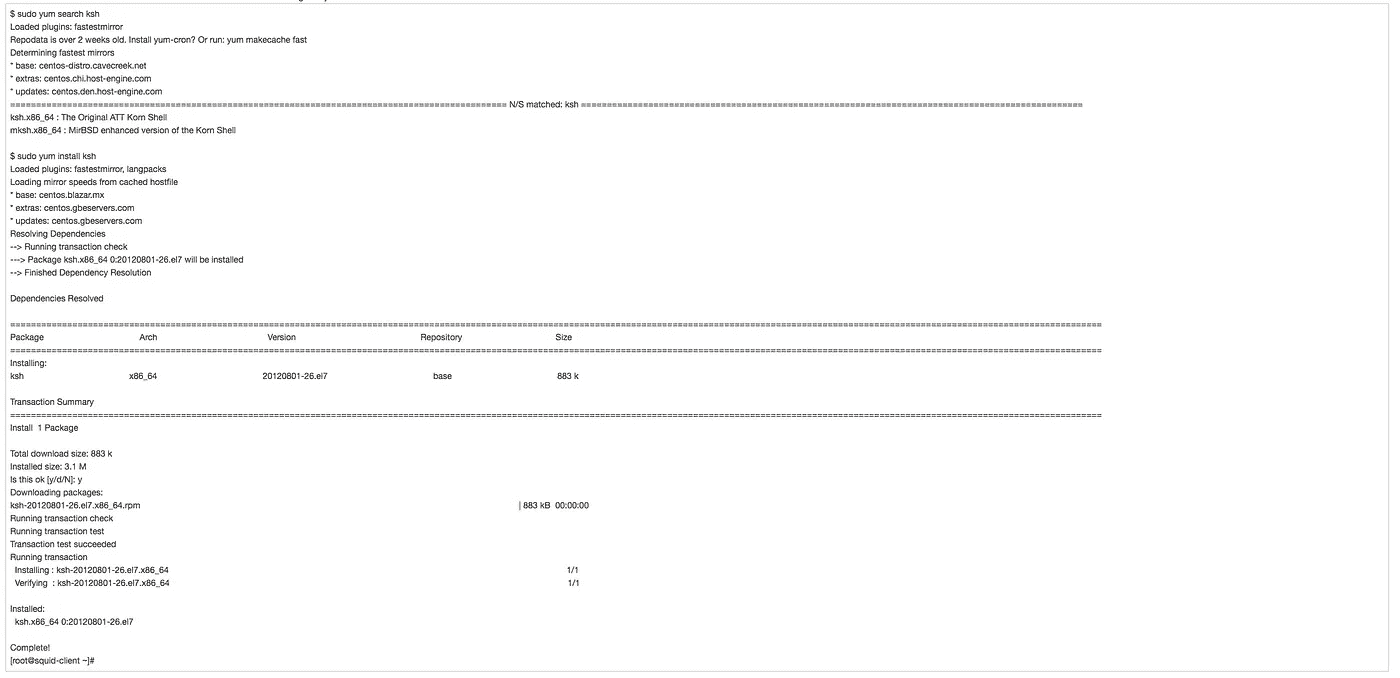 $ sudo yum search ksh
Loaded plugins: fastestmirror
Repodata is over 2 weeks old. Install yum-cron? Or run: yum makecache fast
Determining fastest mirrors
* base: centos-distro.cavecreek.net
* extras: centos.chi.host-engine.com
* updates: centos.den.host-engine.com
================================================================================================ N/S matched: ksh =================================================================================================
ksh.x86_64 : The Original ATT Korn Shell
mksh.x86_64 : MirBSD enhanced version of the Korn Shell
$ sudo yum install ksh
Loaded plugins: fastestmirror, langpacks
Loading mirror speeds from cached hostfile
* base: centos.blazar.mx
* extras: centos.gbeservers.com
* updates: centos.gbeservers.com
Resolving Dependencies
--> Running transaction check
---> Package ksh.x86_64 0:20120801-26.el7 will be installed
--> Finished Dependency Resolution
Dependencies Resolved
====================================================================================================================================================================================================================
Package Arch Version Repository Size
====================================================================================================================================================================================================================
Installing:
ksh x86_64 20120801-26.el7 base 883 k
Transaction Summary
====================================================================================================================================================================================================================
Install 1 Package
Total download size: 883 k
Installed size: 3.1 M
Is this ok [y/d/N]: y
Downloading packages:
ksh-20120801-26.el7.x86_64.rpm | 883 kB 00:00:00
Running transaction check
Running transaction test
Transaction test succeeded
Running transaction
Installing : ksh-20120801-26.el7.x86_64 1/1
Verifying : ksh-20120801-26.el7.x86_64 1/1
Installed:
ksh.x86_64 0:20120801-26.el7
Complete!
[root@squid-client ~]#